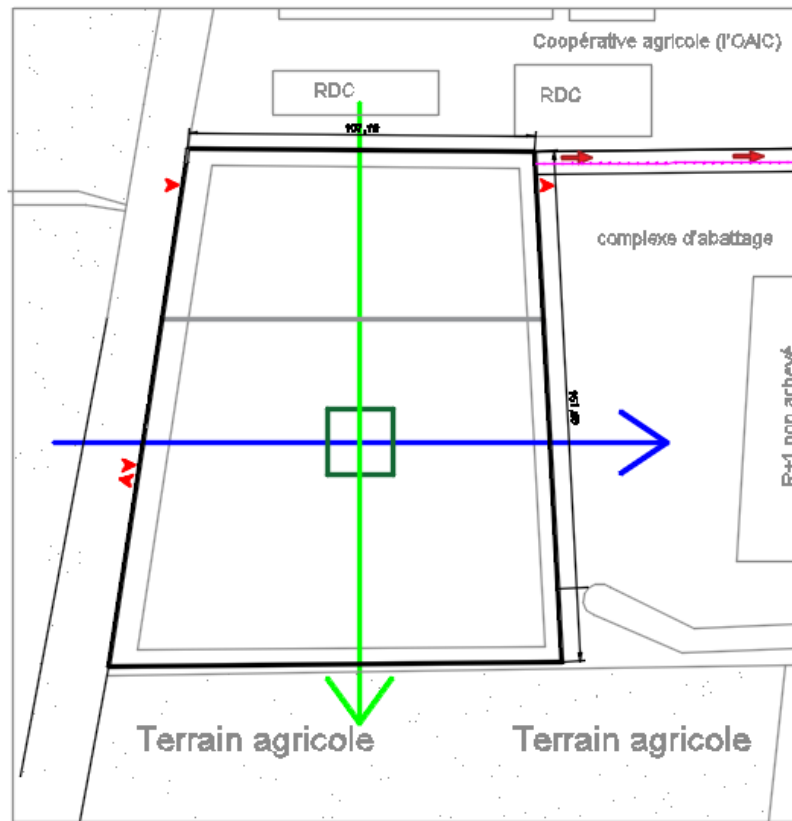 Coopérative agricole (l'OAIC)
RDC
RDC
complexe d'abattage
R+1 non achevé
Terrain agricole
Terrain agricole